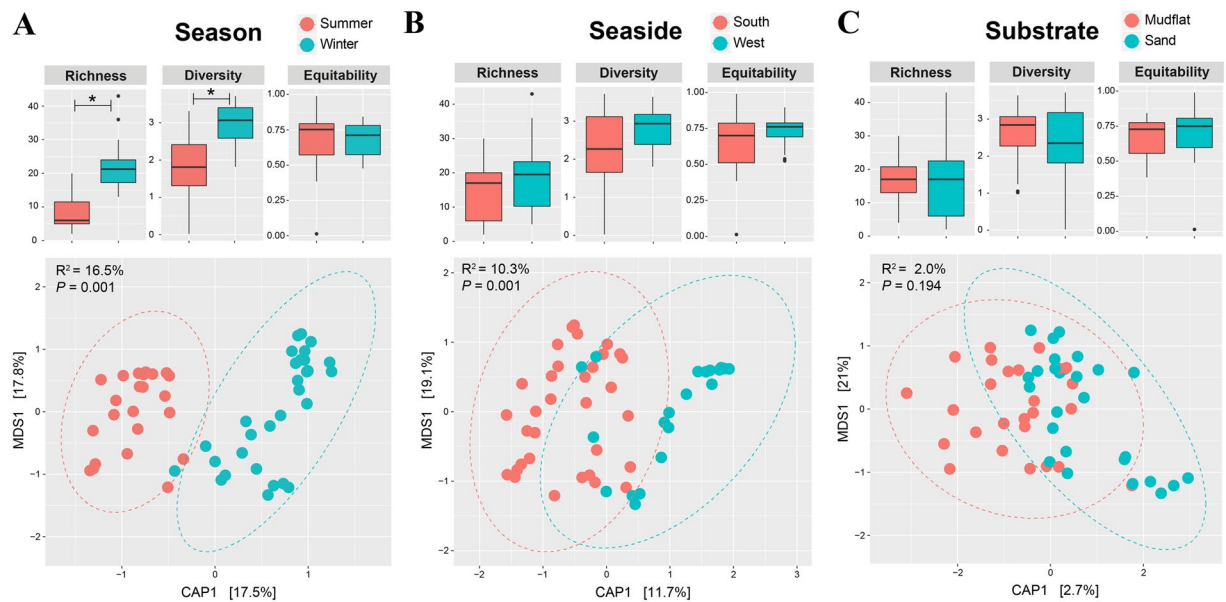 A
Season
Summer
Winter
Richness
Diversity
Equitability
*
*
40
30
20
10
0
3
2
1
0
1.00
0.75
0.50
0.25
0.00
R² = 16.5%
P = 0.001
2
1
0
−1
−2
MDS1 [17.8%]
−1
0
1
CAP1 [17.5%]
B
Seaside
South
West
Richness
Diversity
Equitability
40
30
20
10
0
3
2
1
0
1.00
0.75
0.50
0.25
0.00
R² = 10.3%
P = 0.001
2
1
0
−1
−2
MDS1 [19.1%]
−2
−1
0
1
2
3
CAP1 [11.7%]
C
Substrate
Mudflat
Sand
Richness
Diversity
Equitability
40
30
20
10
0
3
2
1
0
1.00
0.75
0.50
0.25
0.00
R² = 2.0%
P = 0.194
2
1
0
−1
−2
MDS1 [21%]
−2
0
2
CAP1 [2.7%]